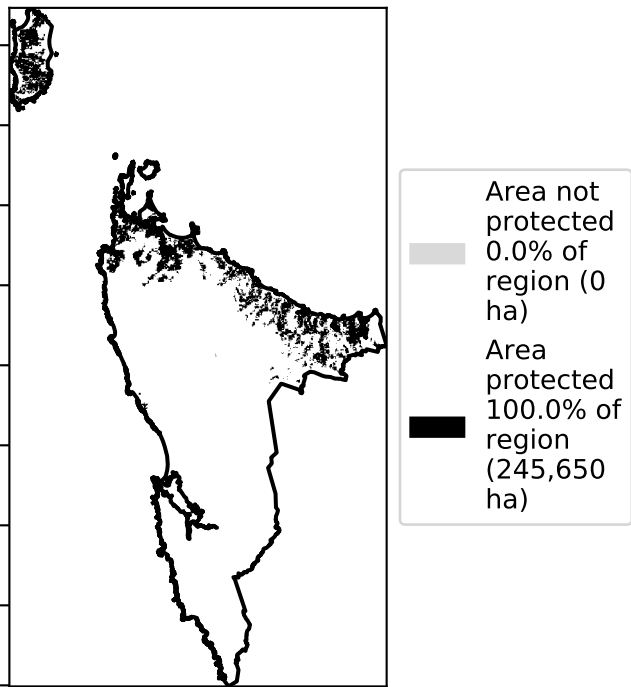 Area not
protected
0.0% of
region (0
ha)
Area
protected
100.0% of
region
(245,650
ha)